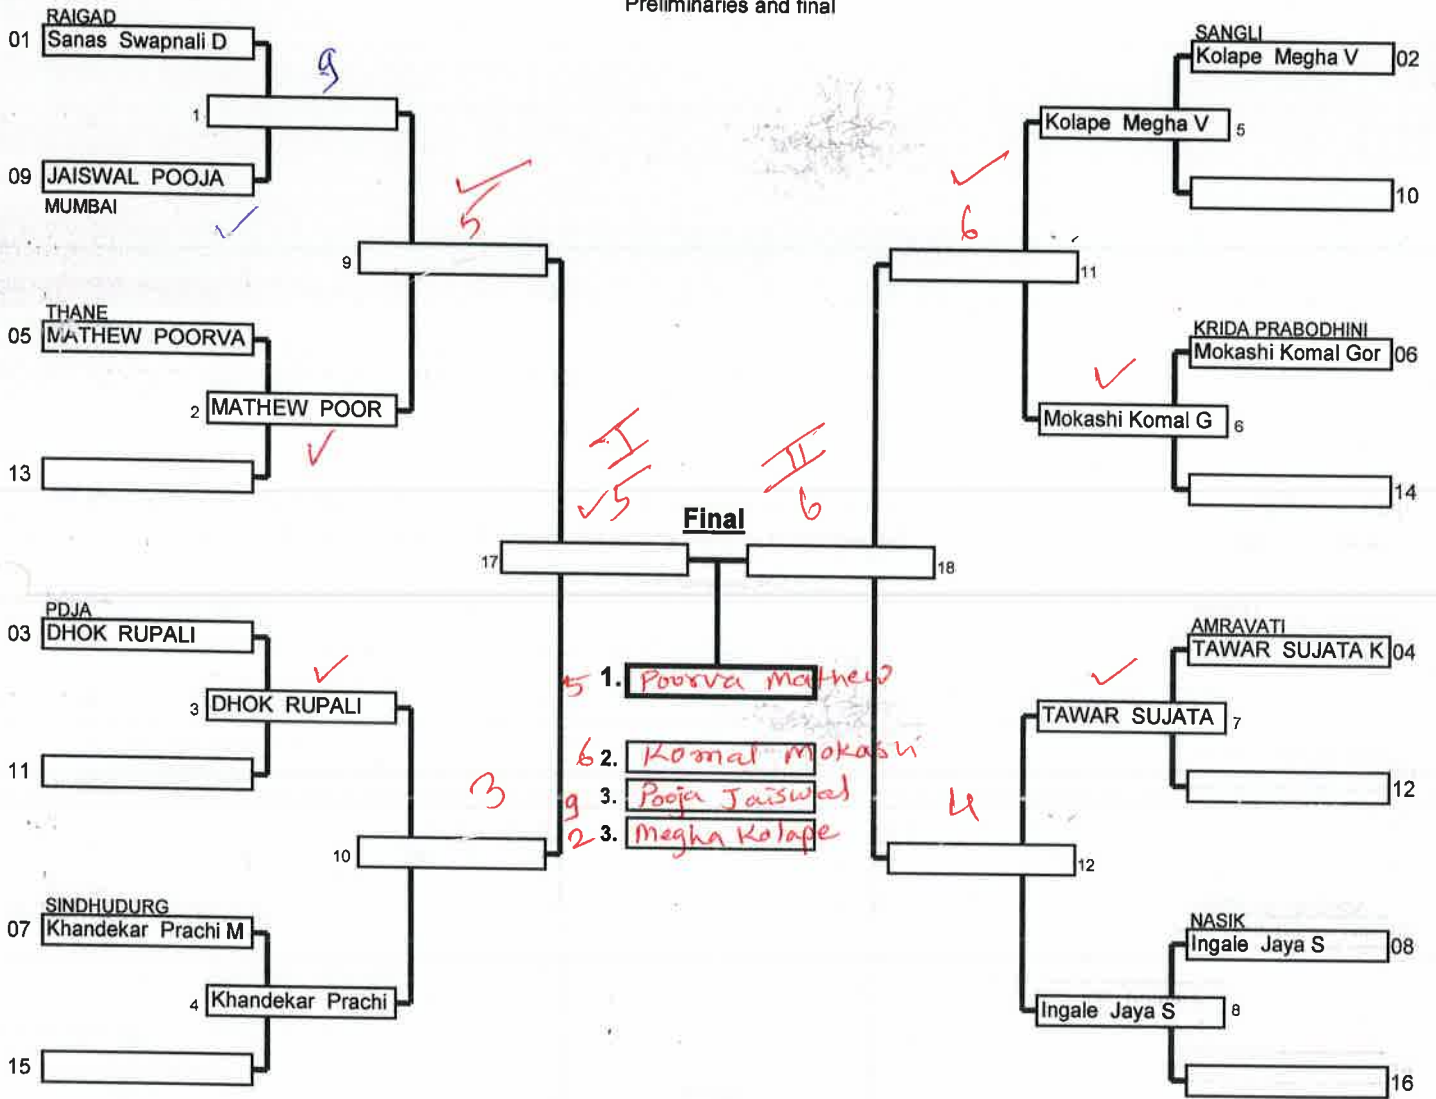 Preliminaries and final
RAIGAD
01 Sanas Swapnali D
9
1
09 JAISWAL POOJA
MUMBAI
5
9
THANE
05 MATHEW POORVA
2 MATHEW POOR
13
I
5
17
PDJA
03 DHOK RUPALI
3 DHOK RUPALI
11
3
10
SINDHUDURG
07 Khandekar Prachi M
4 Khandekar Prachi
15
Final
5 1. Poorva Mathew
6 2. Komal Mokashi
9 3. Pooja Jaiswal
2 3. Megha Kolape
SANGLI
Kolape Megha V 02
Kolape Megha V 5
10
6
11
KRIDA PRABODHINI
Mokashi Komal Gor 06
Mokashi Komal G 6
14
II
6
18
AMRAVATI
TAWAR SUJATA K 04
TAWAR SUJATA 7
12
4
12
NASIK
Ingale Jaya S 08
Ingale Jaya S 8
16